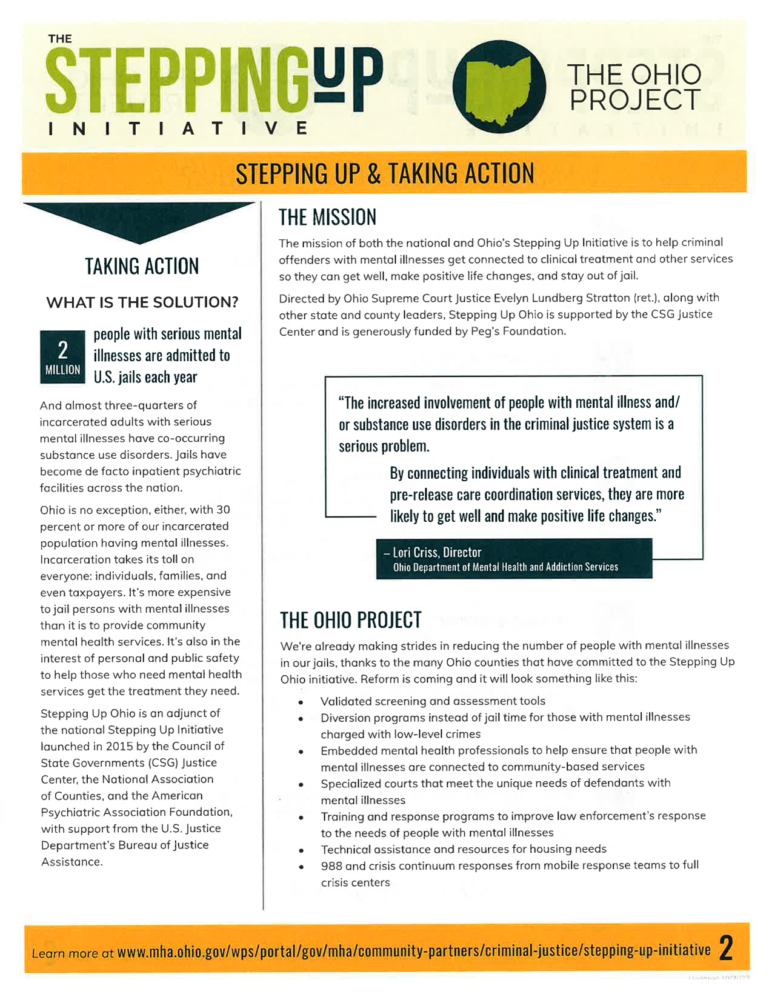 THE
STEPPINGUP
INITIATIVE
THE OHIO
PROJECT
STEPPING UP & TAKING ACTION
TAKING ACTION
WHAT IS THE SOLUTION?
2
MILLION
people with serious mental
illnesses are admitted to
U.S. jails each year
And almost three-quarters of
incarcerated adults with serious
mental illnesses have co-occurring
substance use disorders. Jails have
become de facto inpatient psychiatric
facilities across the nation.
Ohio is no exception, either, with 30
percent or more of our incarcerated
population having mental illnesses.
Incarceration takes its toll on
everyone: individuals, families, and
even taxpayers. It's more expensive
to jail persons with mental illnesses
than it is to provide community
mental health services. It's also in the
interest of personal and public safety
to help those who need mental health
services get the treatment they need.
Stepping Up Ohio is an adjunct of
the national Stepping Up Initiative
launched in 2015 by the Council of
State Governments (CSG) Justice
Center, the National Association
of Counties, and the American
Psychiatric Association Foundation,
with support from the U.S. Justice
Department's Bureau of Justice
Assistance.
THE MISSION
The mission of both the national and Ohio's Stepping Up Initiative is to help criminal
offenders with mental illnesses get connected to clinical treatment and other services
so they can get well, make positive life changes, and stay out of jail.
Directed by Ohio Supreme Court Justice Evelyn Lundberg Stratton (ret.), along with
other state and county leaders, Stepping Up Ohio is supported by the CSG Justice
Center and is generously funded by Peg's Foundation.
“The increased involvement of people with mental illness and/
or substance use disorders in the criminal justice system is a
serious problem.
By connecting individuals with clinical treatment and
pre-release care coordination services, they are more
likely to get well and make positive life changes.”
– Lori Criss, Director
Ohio Department of Mental Health and Addiction Services
THE OHIO PROJECT
We're already making strides in reducing the number of people with mental illnesses
in our jails, thanks to the many Ohio counties that have committed to the Stepping Up
Ohio initiative. Reform is coming and it will look something like this:
• Validated screening and assessment tools
• Diversion programs instead of jail time for those with mental illnesses
charged with low-level crimes
• Embedded mental health professionals to help ensure that people with
mental illnesses are connected to community-based services
• Specialized courts that meet the unique needs of defendants with
mental illnesses
• Training and response programs to improve law enforcement's response
to the needs of people with mental illnesses
• Technical assistance and resources for housing needs
• 988 and crisis continuum responses from mobile response teams to full
crisis centers
Learn more at www.mha.ohio.gov/wps/portal/gov/mha/community-partners/criminal-justice/stepping-up-initiative 2